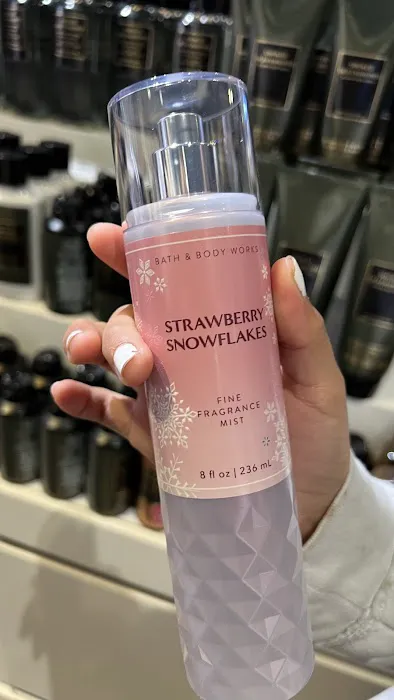 BATH & BODY WORKS
STRAWBERRY
SNOWFLAKES
FINE
FRAGRANCE
MIST
8 fl oz | 236 mL